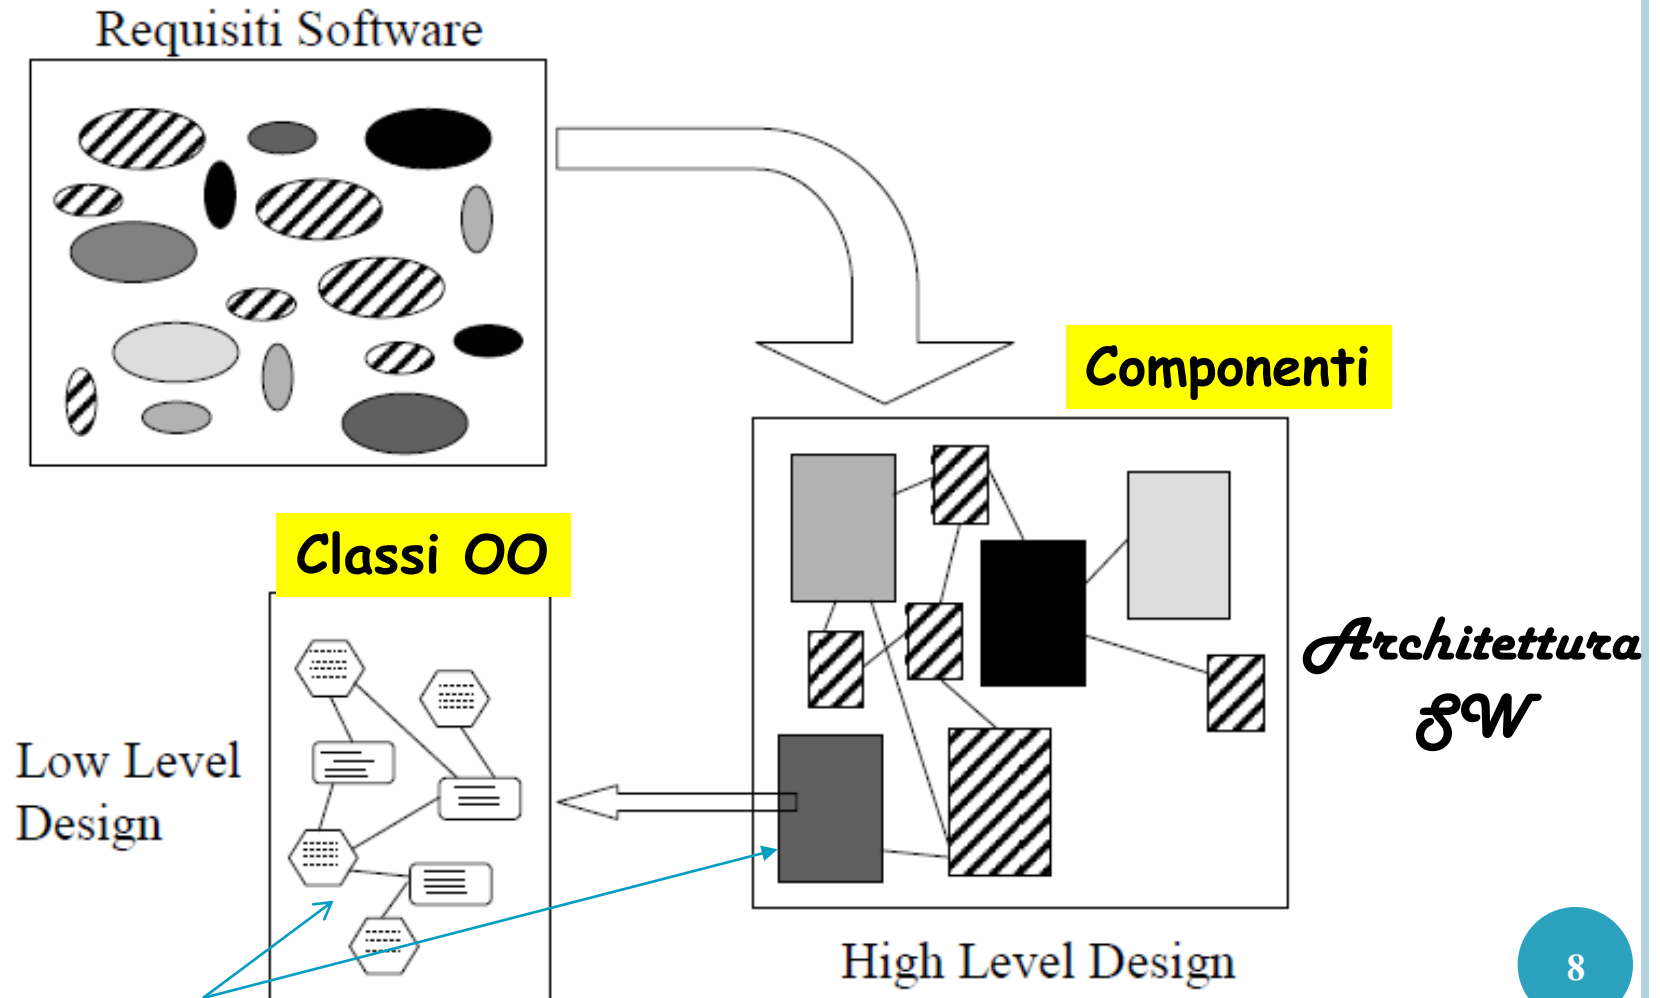 Requisiti Software
Componenti
Classi OO
Architettura
SW
Low Level
Design
High Level Design
8